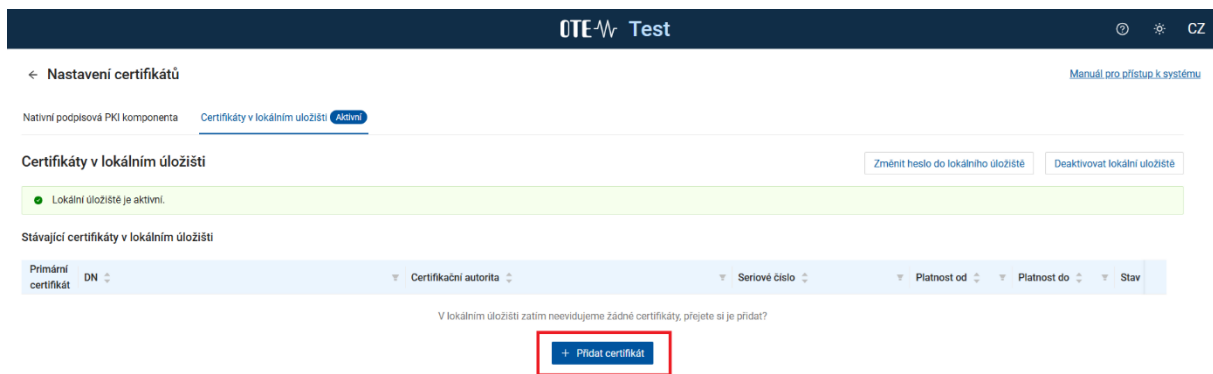 OTE Test CZ
← Nastavení certifikátů Manuál pro přístup k systému
Nativní podpisová PKI komponenta Certifikáty v lokálním uložišti Aktivní
Certifikáty v lokálním úložišti Změnit heslo do lokálního úložiště Deaktivovat lokální uložiště
Lokální úložiště je aktivní.
Stávající certifikáty v lokálním úložišti
Primární certifikát DN Certifikační autorita Seriové číslo Platnost od Platnost do Stav
V lokálním úložišti zatím neevidujeme žádné certifikáty, přejete si je přidat?
+ Přidat certifikát